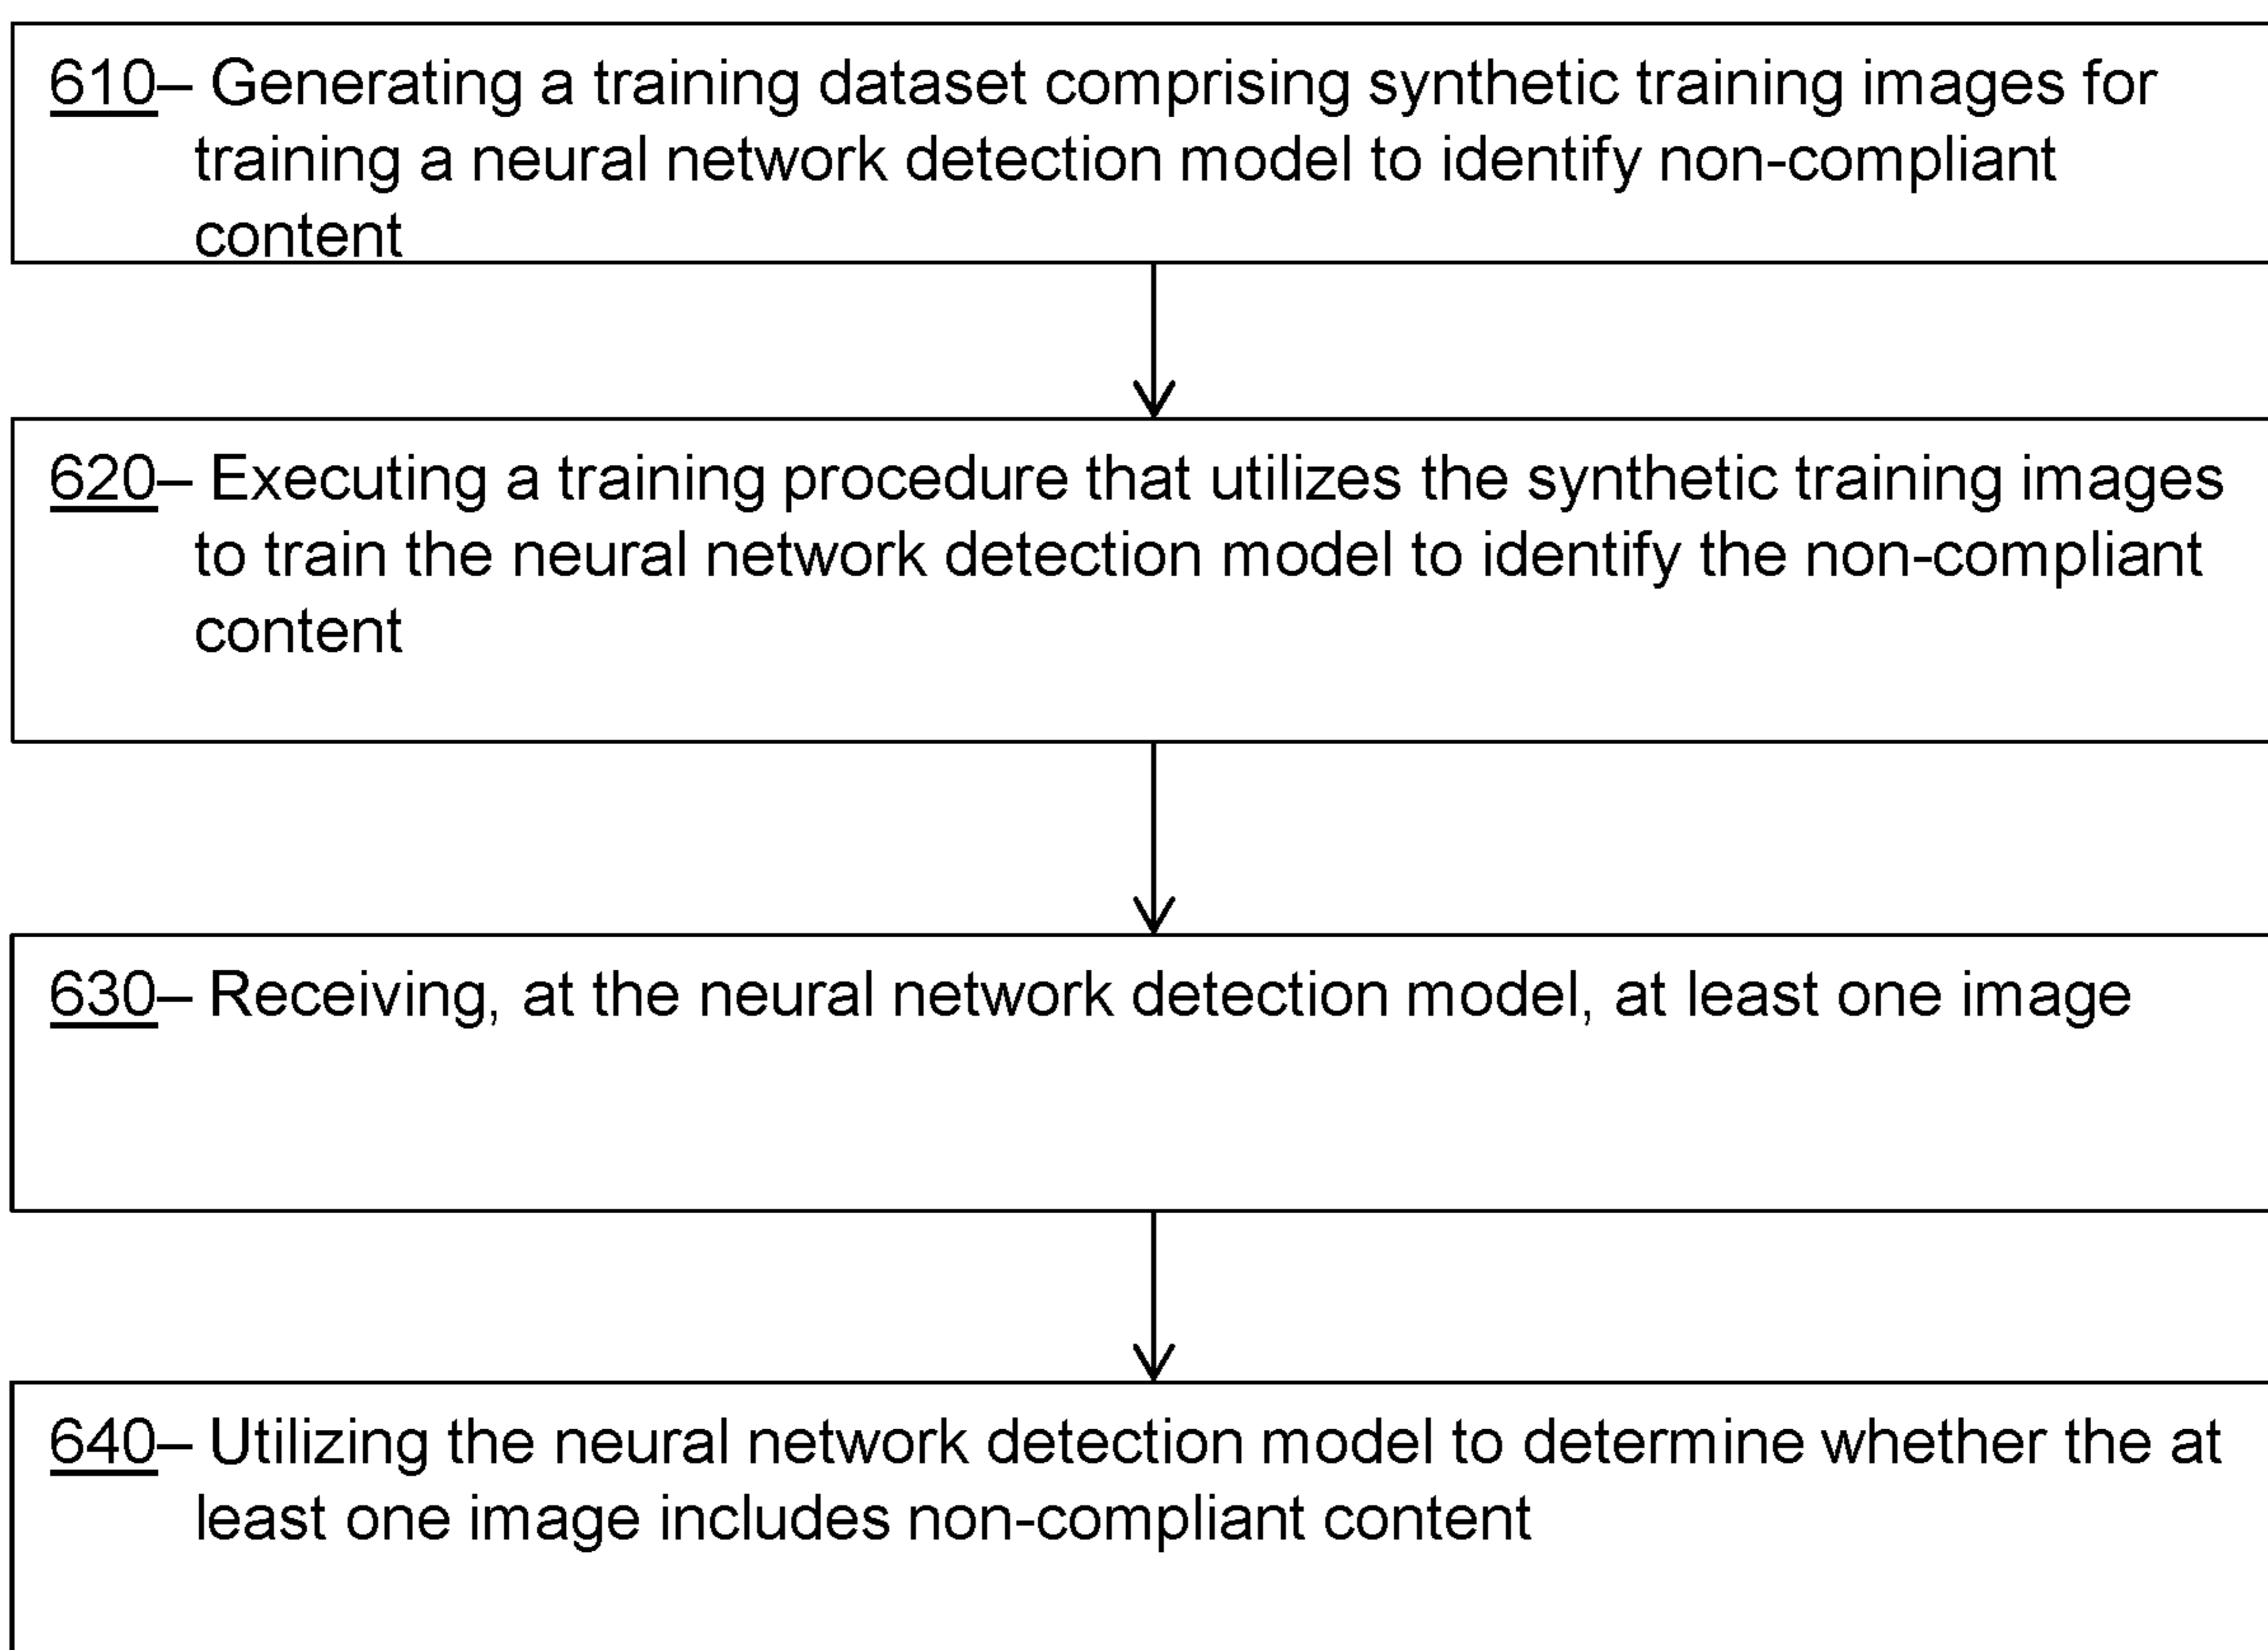 610– Generating a training dataset comprising synthetic training images for
training a neural network detection model to identify non-compliant
content
620– Executing a training procedure that utilizes the synthetic training images
to train the neural network detection model to identify the non-compliant
content
630– Receiving, at the neural network detection model, at least one image
640– Utilizing the neural network detection model to determine whether the at
least one image includes non-compliant content